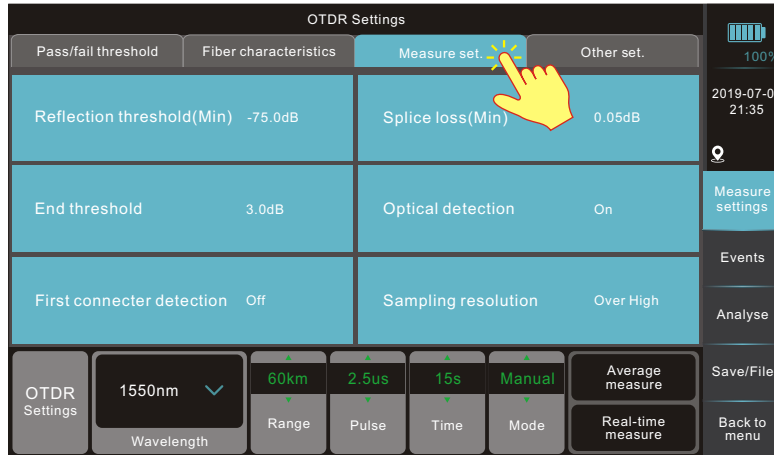 OTDR Settings
Pass/fail threshold
Fiber characteristics
Measure set.
Other set.
Reflection threshold(Min) -75.0dB
Splice loss(Min) 0.05dB
End threshold 3.0dB
Optical detection On
First connecter detection Off
Sampling resolution Over High
OTDR
Settings
1550nm
Wavelength
60km
Range
2.5us
Pulse
15s
Time
Manual
Mode
Average
measure
Real-time
measure
100%
2019-07-0
21:35
Measure
settings
Events
Analyse
Save/File
Back to
menu